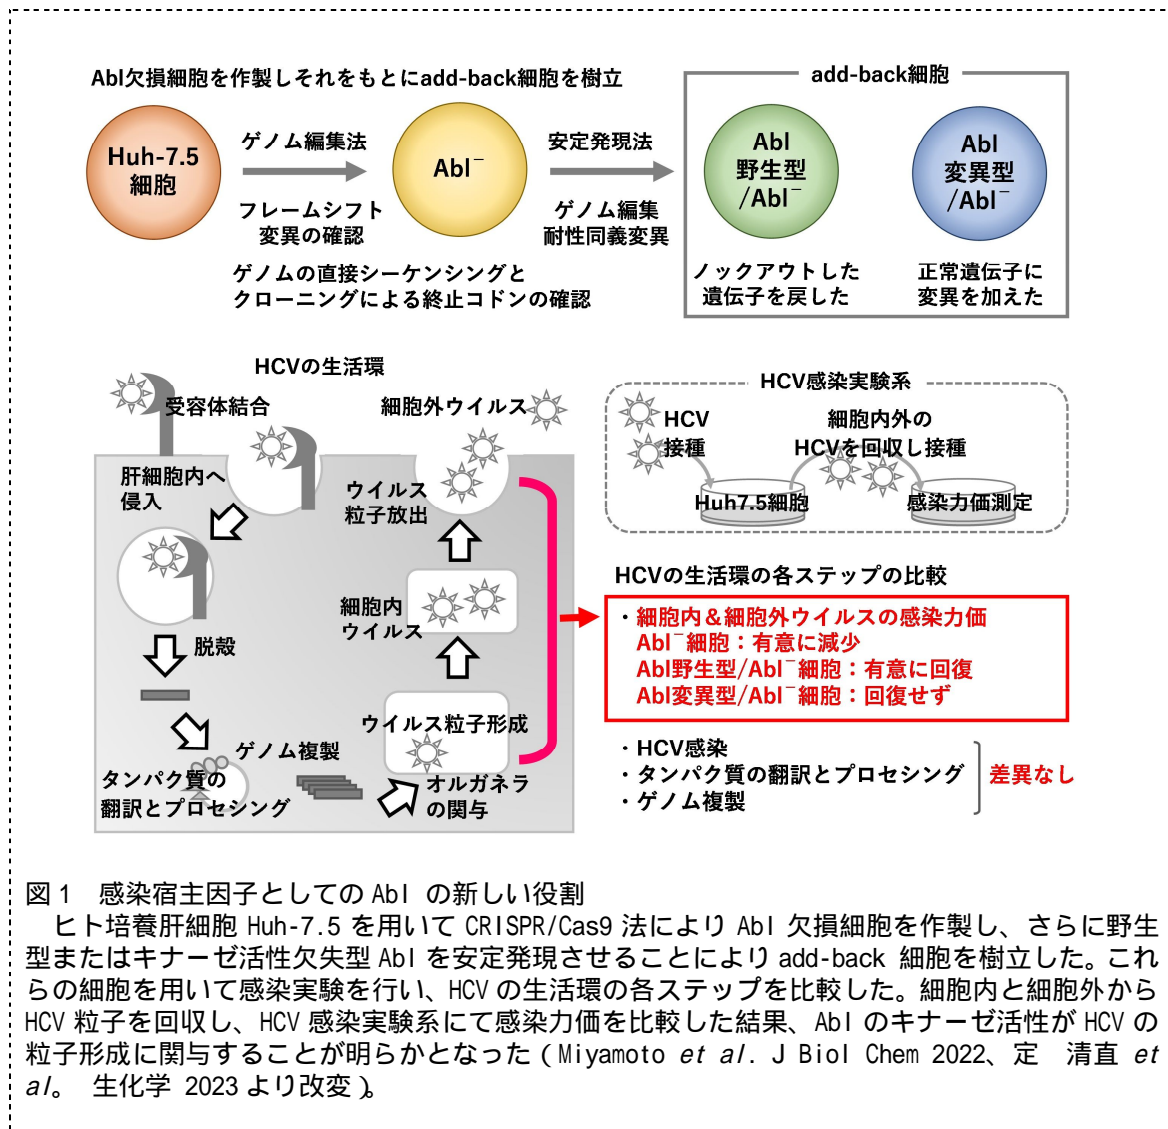 Abl欠損細胞を作製しそれをもとにadd-back細胞を樹立
add-back細胞
Huh-7.5
細胞
ゲノム編集法
フレームシフト
変異の確認
Abl⁻
安定発現法
ゲノム編集
耐性同義変異
ゲノムの直接シーケンシングと
クローニングによる終止コドンの確認
Abl
野生型
/Abl⁻
ノックアウトした
遺伝子を戻した
Abl
変異型
/Abl⁻
正常遺伝子に
変異を加えた
HCVの生活環
受容体結合
細胞外ウイルス
肝細胞内へ
侵入
ウイルス
粒子放出
細胞内
ウイルス
脱殻
ウイルス粒子形成
ゲノム複製
タンパク質の
翻訳とプロセシング
オルガネラ
の関与
HCV感染実験系
HCV
接種
細胞内外の
HCVを回収し接種
Huh7.5細胞
感染力価測定
HCVの生活環の各ステップの比較
・細胞内&細胞外ウイルスの感染力価
Abl⁻細胞：有意に減少
Abl野生型/Abl⁻細胞：有意に回復
Abl変異型/Abl⁻細胞：回復せず
・HCV感染
・タンパク質の翻訳とプロセシング
・ゲノム複製
差異なし
図1 感染宿主因子としての Abl の新しい役割
ヒト培養肝細胞 Huh-7.5 を用いて CRISPR/Cas9 法により Abl 欠損細胞を作製し、さらに野生
型またはキナーゼ活性欠失型 Abl を安定発現させることにより add-back 細胞を樹立した。これ
らの細胞を用いて感染実験を行い、HCV の生活環の各ステップを比較した。細胞内と細胞外から
HCV 粒子を回収し、HCV 感染実験系にて感染力価を比較した結果、Abl のキナーゼ活性が HCV の
粒子形成に関与することが明らかとなった（Miyamoto et al. J Biol Chem 2022、定 清直 et
al。 生化学 2023 より改変）。